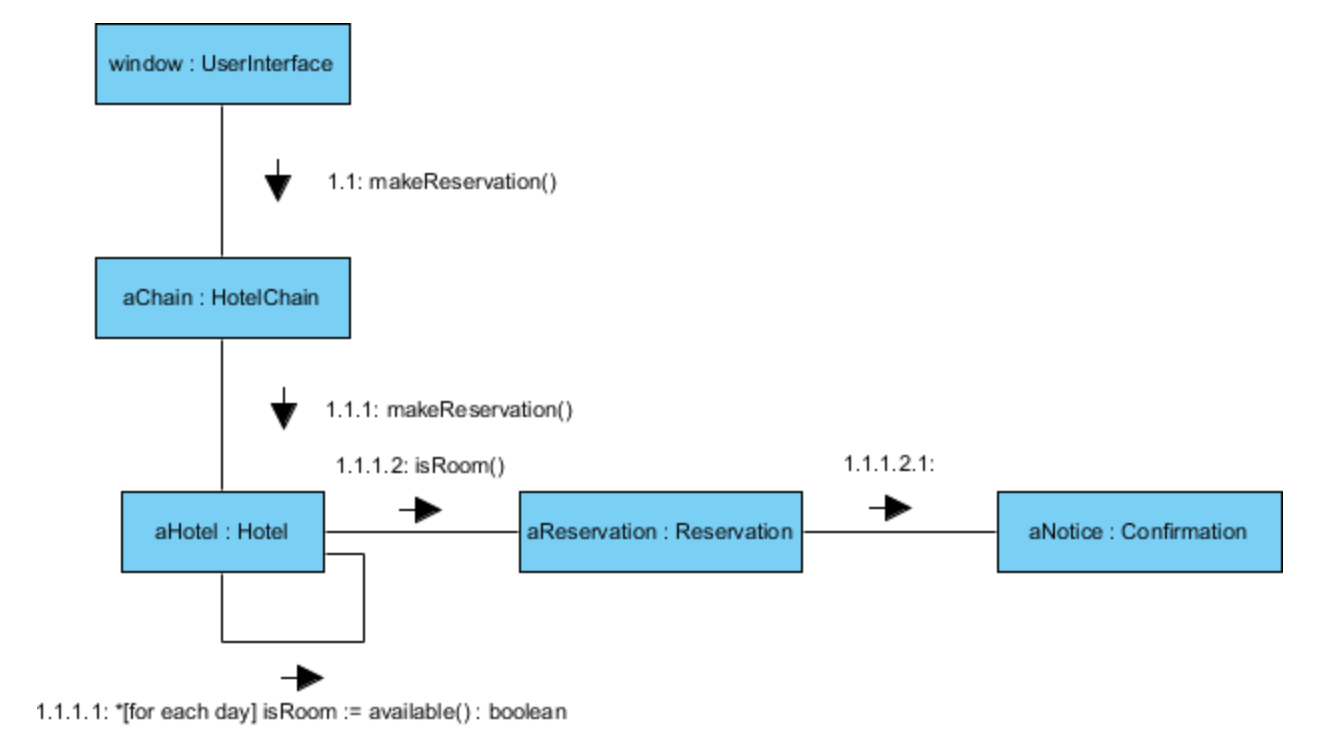 window : UserInterface
1.1: makeReservation()
aChain : HotelChain
1.1.1: makeReservation()
1.1.1.2: isRoom()
1.1.1.2.1:
aHotel : Hotel
aReservation : Reservation
aNotice : Confirmation
1.1.1.1: *[for each day] isRoom := available() : boolean